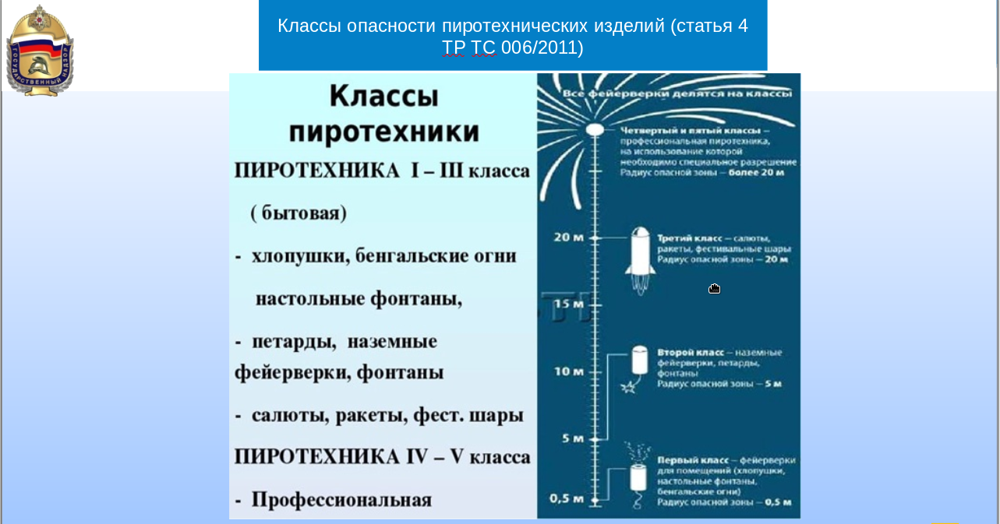 ГОСУДАРСТВЕННЫЙ НАДЗОР
Классы опасности пиротехнических изделий (статья 4
ТР ТС 006/2011)
Классы
пиротехники
ПИРОТЕХНИКА I – III класса
( бытовая)
- хлопушки, бенгальские огни
настольные фонтаны,
- петарды, наземные
фейерверки, фонтаны
- салюты, ракеты, фест. шары
ПИРОТЕХНИКА IV – V класса
- Профессиональная
Все фейерверки делятся на классы
Четвертый и пятый классы –
профессиональная пиротехника,
на использование которой
необходимо специальное разрешение
Радиус опасной зоны – более 20 м
20 м
Третий класс – салюты,
ракеты, фестивальные шары
Радиус опасной зоны – 20 м
15 м
10 м
Второй класс – наземные
фейерверки, петарды,
фонтаны
Радиус опасной зоны – 5 м
5 м
0,5 м
Первый класс – фейерверки
для помещений (хлопушки,
настольные фонтаны,
бенгальские огни)
Радиус опасной зоны – 0,5 м